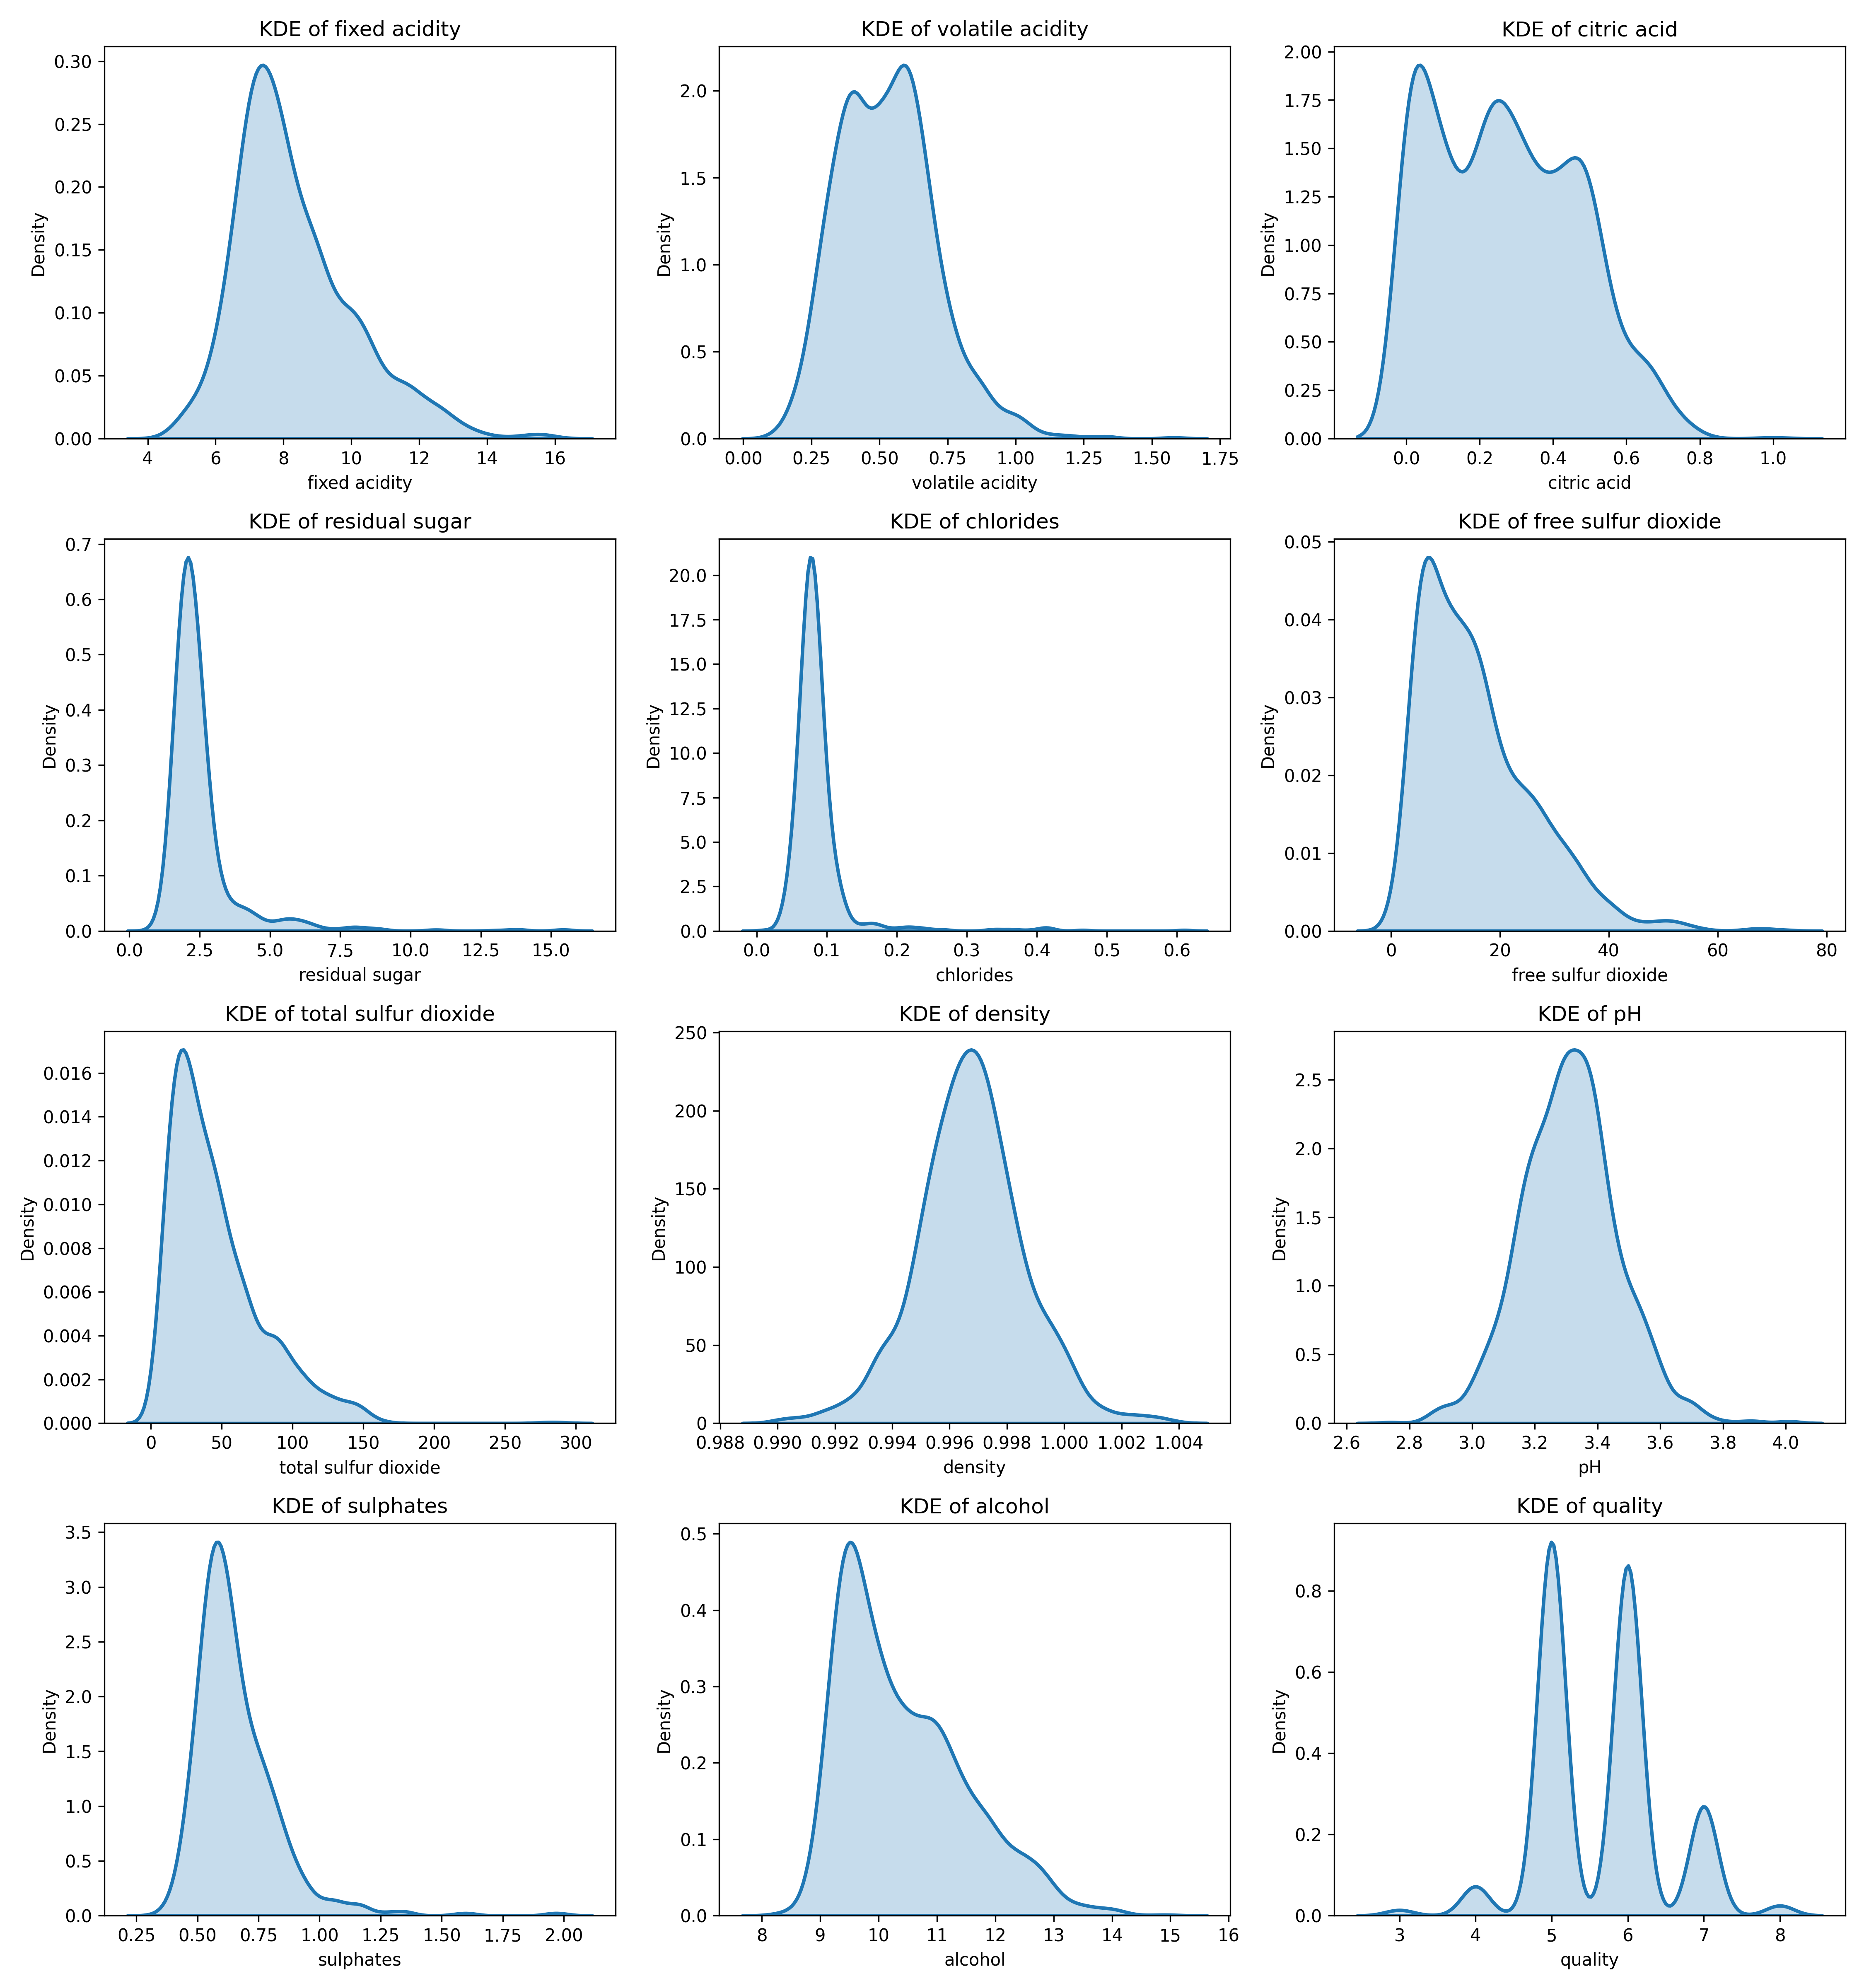 KDE of fixed acidity
Density
0.30
0.25
0.20
0.15
0.10
0.05
0.00
4 6 8 10 12 14 16
fixed acidity
KDE of volatile acidity
Density
2.0
1.5
1.0
0.5
0.0
0.00 0.25 0.50 0.75 1.00 1.25 1.50 1.75
volatile acidity
KDE of citric acid
Density
2.00
1.75
1.50
1.25
1.00
0.75
0.50
0.25
0.00
0.0 0.2 0.4 0.6 0.8 1.0
citric acid
KDE of residual sugar
Density
0.7
0.6
0.5
0.4
0.3
0.2
0.1
0.0
0.0 2.5 5.0 7.5 10.0 12.5 15.0
residual sugar
KDE of chlorides
Density
20.0
17.5
15.0
12.5
10.0
7.5
5.0
2.5
0.0
0.0 0.1 0.2 0.3 0.4 0.5 0.6
chlorides
KDE of free sulfur dioxide
Density
0.05
0.04
0.03
0.02
0.01
0.00
0 20 40 60 80
free sulfur dioxide
KDE of total sulfur dioxide
Density
0.016
0.014
0.012
0.010
0.008
0.006
0.004
0.002
0.000
0 50 100 150 200 250 300
total sulfur dioxide
KDE of density
Density
250
200
150
100
50
0
0.988 0.990 0.992 0.994 0.996 0.998 1.000 1.002 1.004
density
KDE of pH
Density
2.5
2.0
1.5
1.0
0.5
0.0
2.6 2.8 3.0 3.2 3.4 3.6 3.8 4.0
pH
KDE of sulphates
Density
3.5
3.0
2.5
2.0
1.5
1.0
0.5
0.0
0.25 0.50 0.75 1.00 1.25 1.50 1.75 2.00
sulphates
KDE of alcohol
Density
0.5
0.4
0.3
0.2
0.1
0.0
8 9 10 11 12 13 14 15 16
alcohol
KDE of quality
Density
0.8
0.6
0.4
0.2
0.0
3 4 5 6 7 8
quality